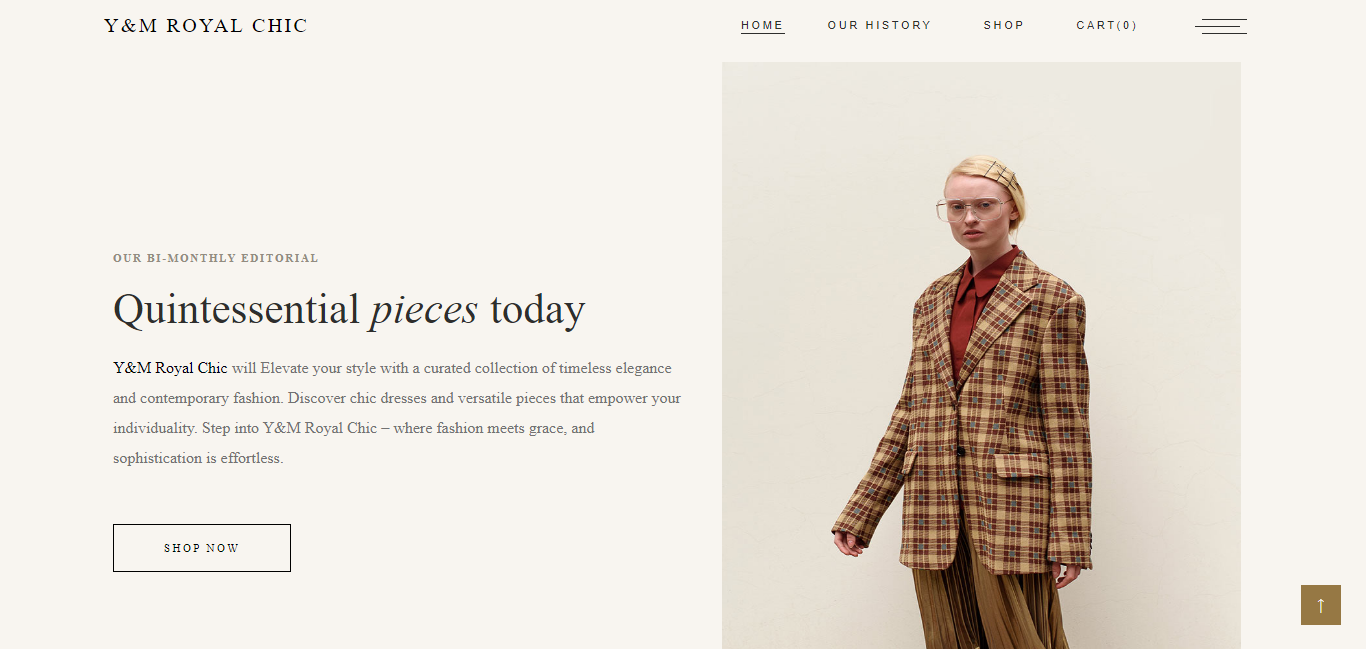 Y&M ROYAL CHIC
HOME OUR HISTORY SHOP CART(0)
OUR BI-MONTHLY EDITORIAL
Quintessential pieces today
Y&M Royal Chic will Elevate your style with a curated collection of timeless elegance
and contemporary fashion. Discover chic dresses and versatile pieces that empower your
individuality. Step into Y&M Royal Chic – where fashion meets grace, and
sophistication is effortless.
SHOP NOW
↑